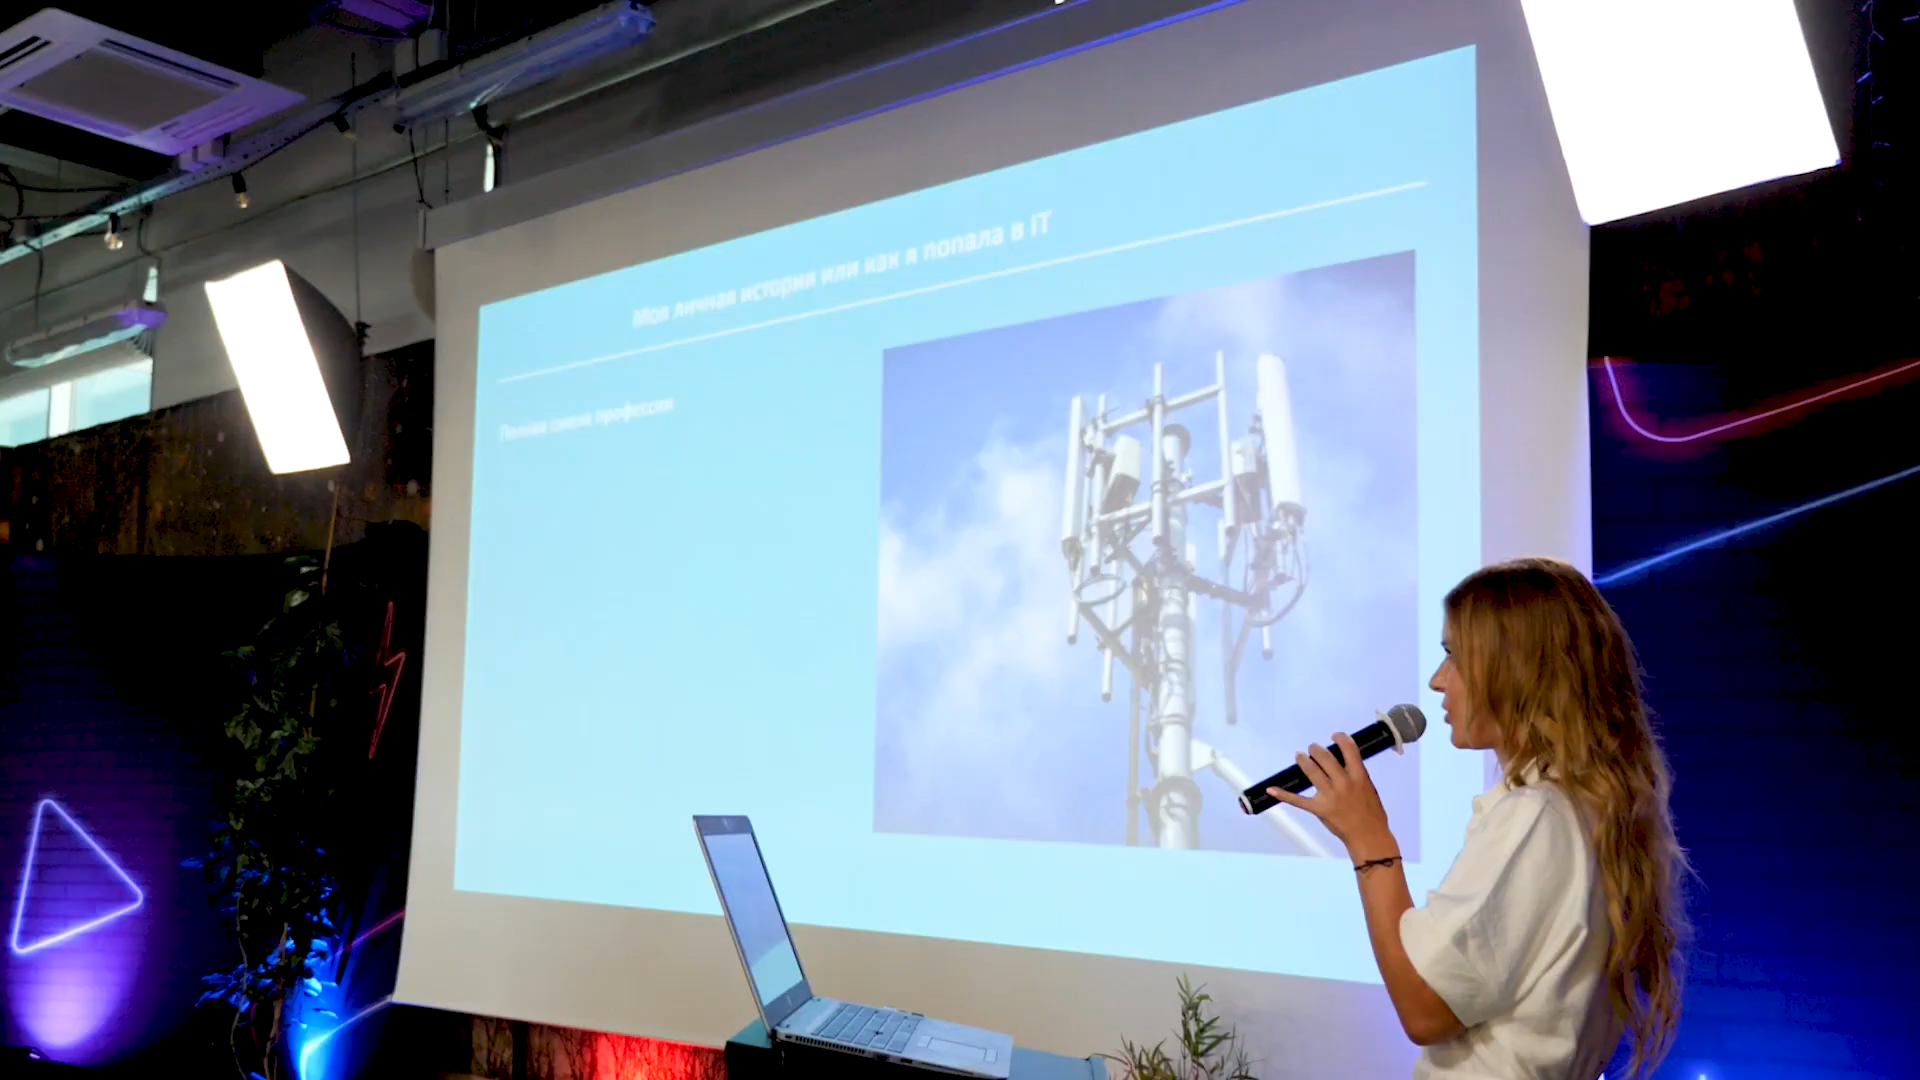 Моя личная история или как я попала в IT
Полная смена профессии